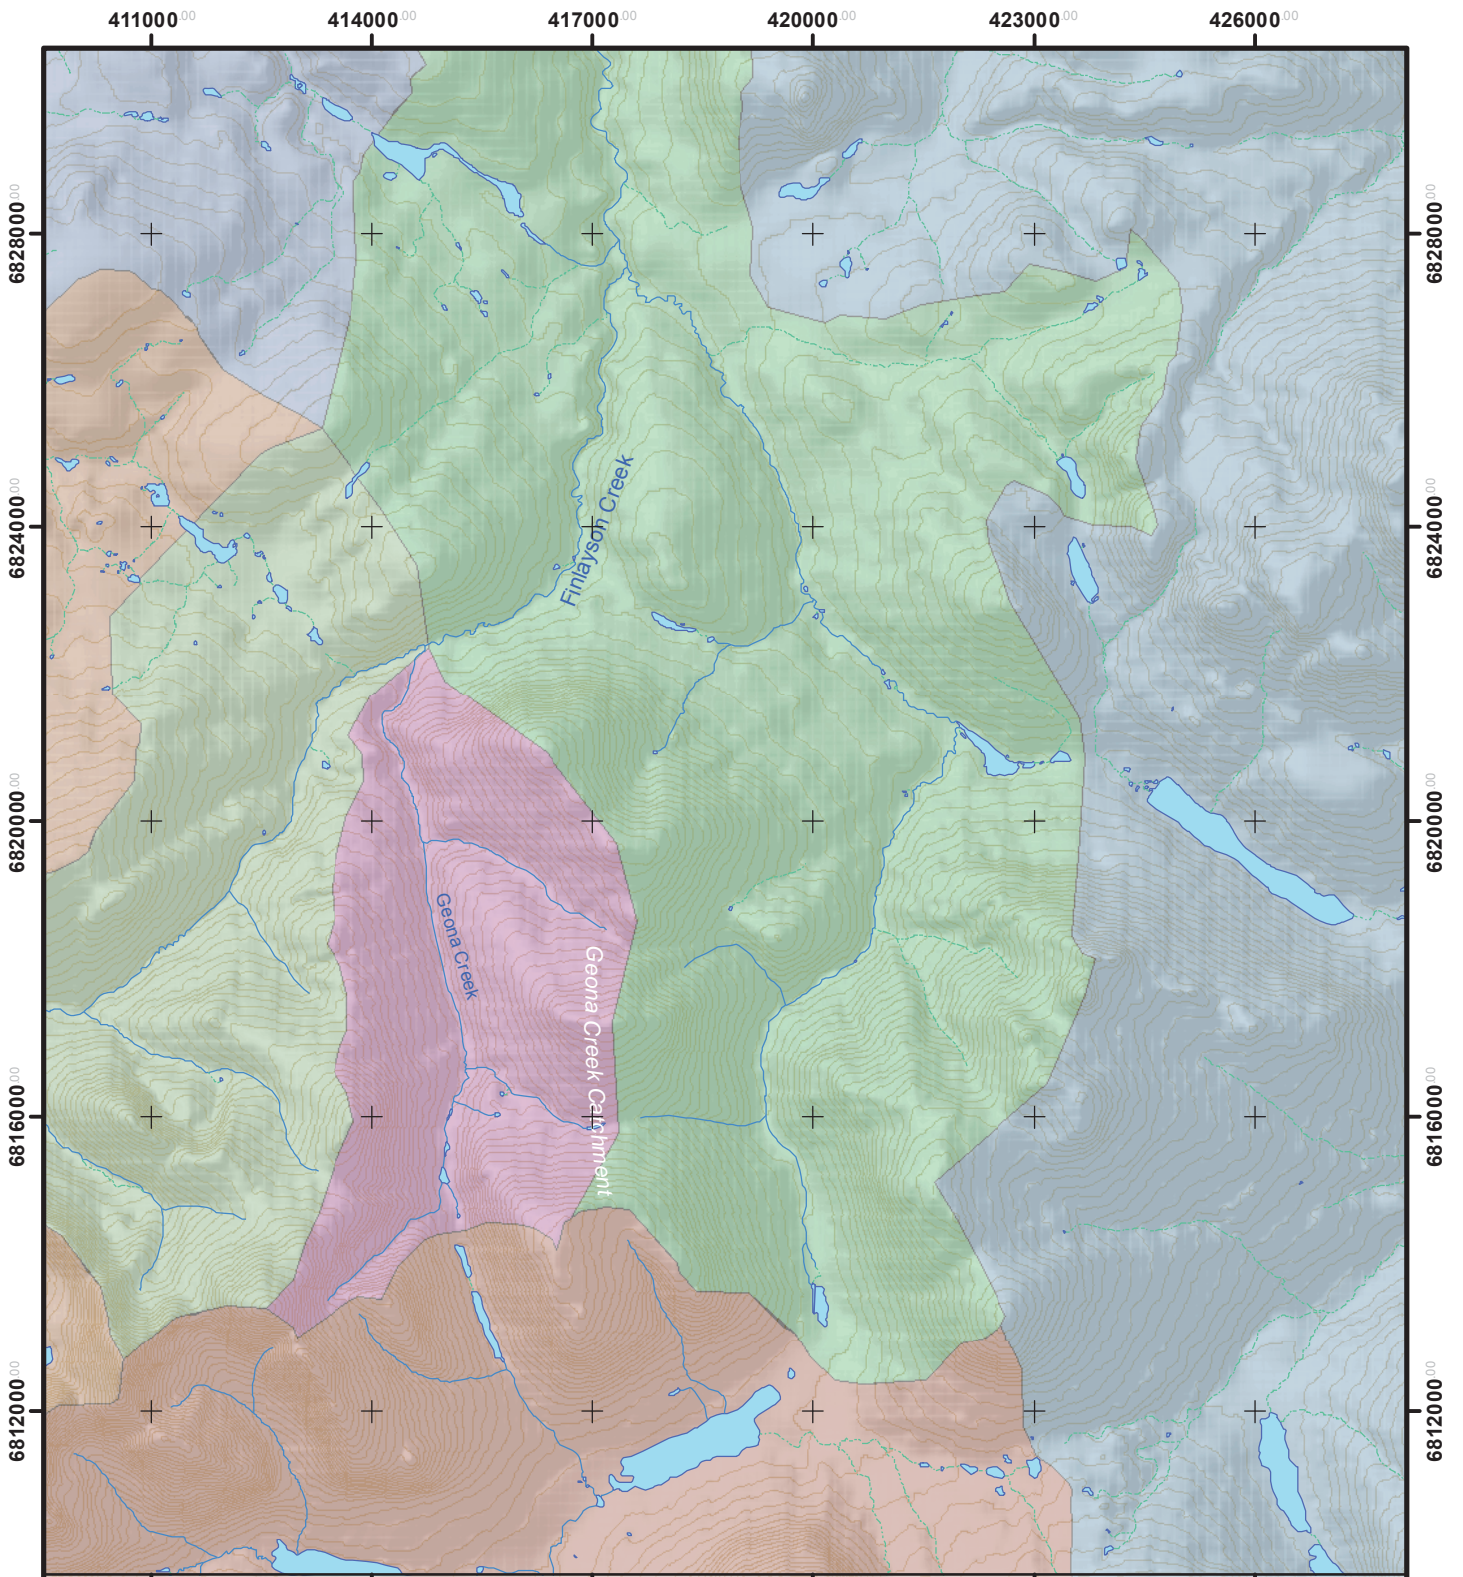 411000.00 414000.00 417000.00 420000.00 423000.00 426000.00
6828000.00 6828000.00
6824000.00 6824000.00
Finlayson Creek
6820000.00 6820000.00
Geona Creek
Geona Creek Catchment
6816000.00 6816000.00
6812000.00 6812000.00